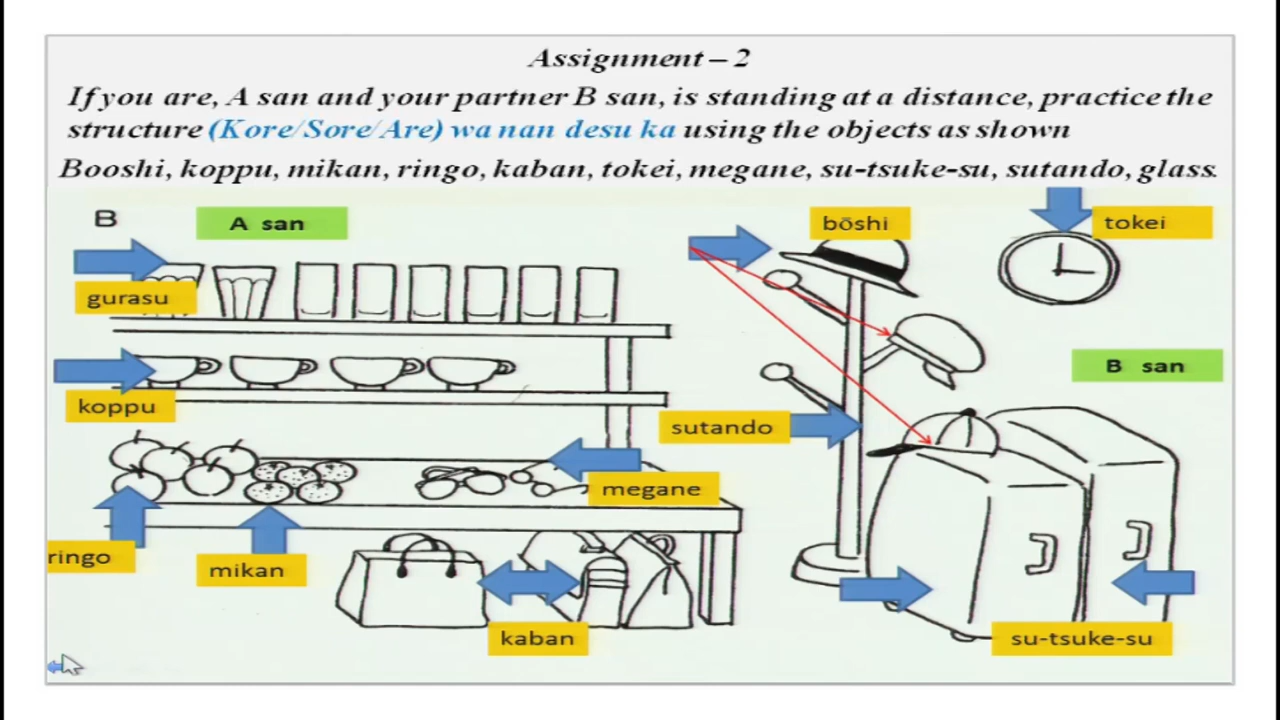 Assignment – 2
If you are, A san and your partner B san, is standing at a distance, practice the
structure (Kore/Sore/Are) wa nan desu ka using the objects as shown
Booshi, koppu, mikan, ringo, kaban, tokei, megane, su-tsuke-su, sutando, glass.
B
A san
bōshi
tokei
gurasu
B san
koppu
sutando
megane
ringo
mikan
kaban
su-tsuke-su